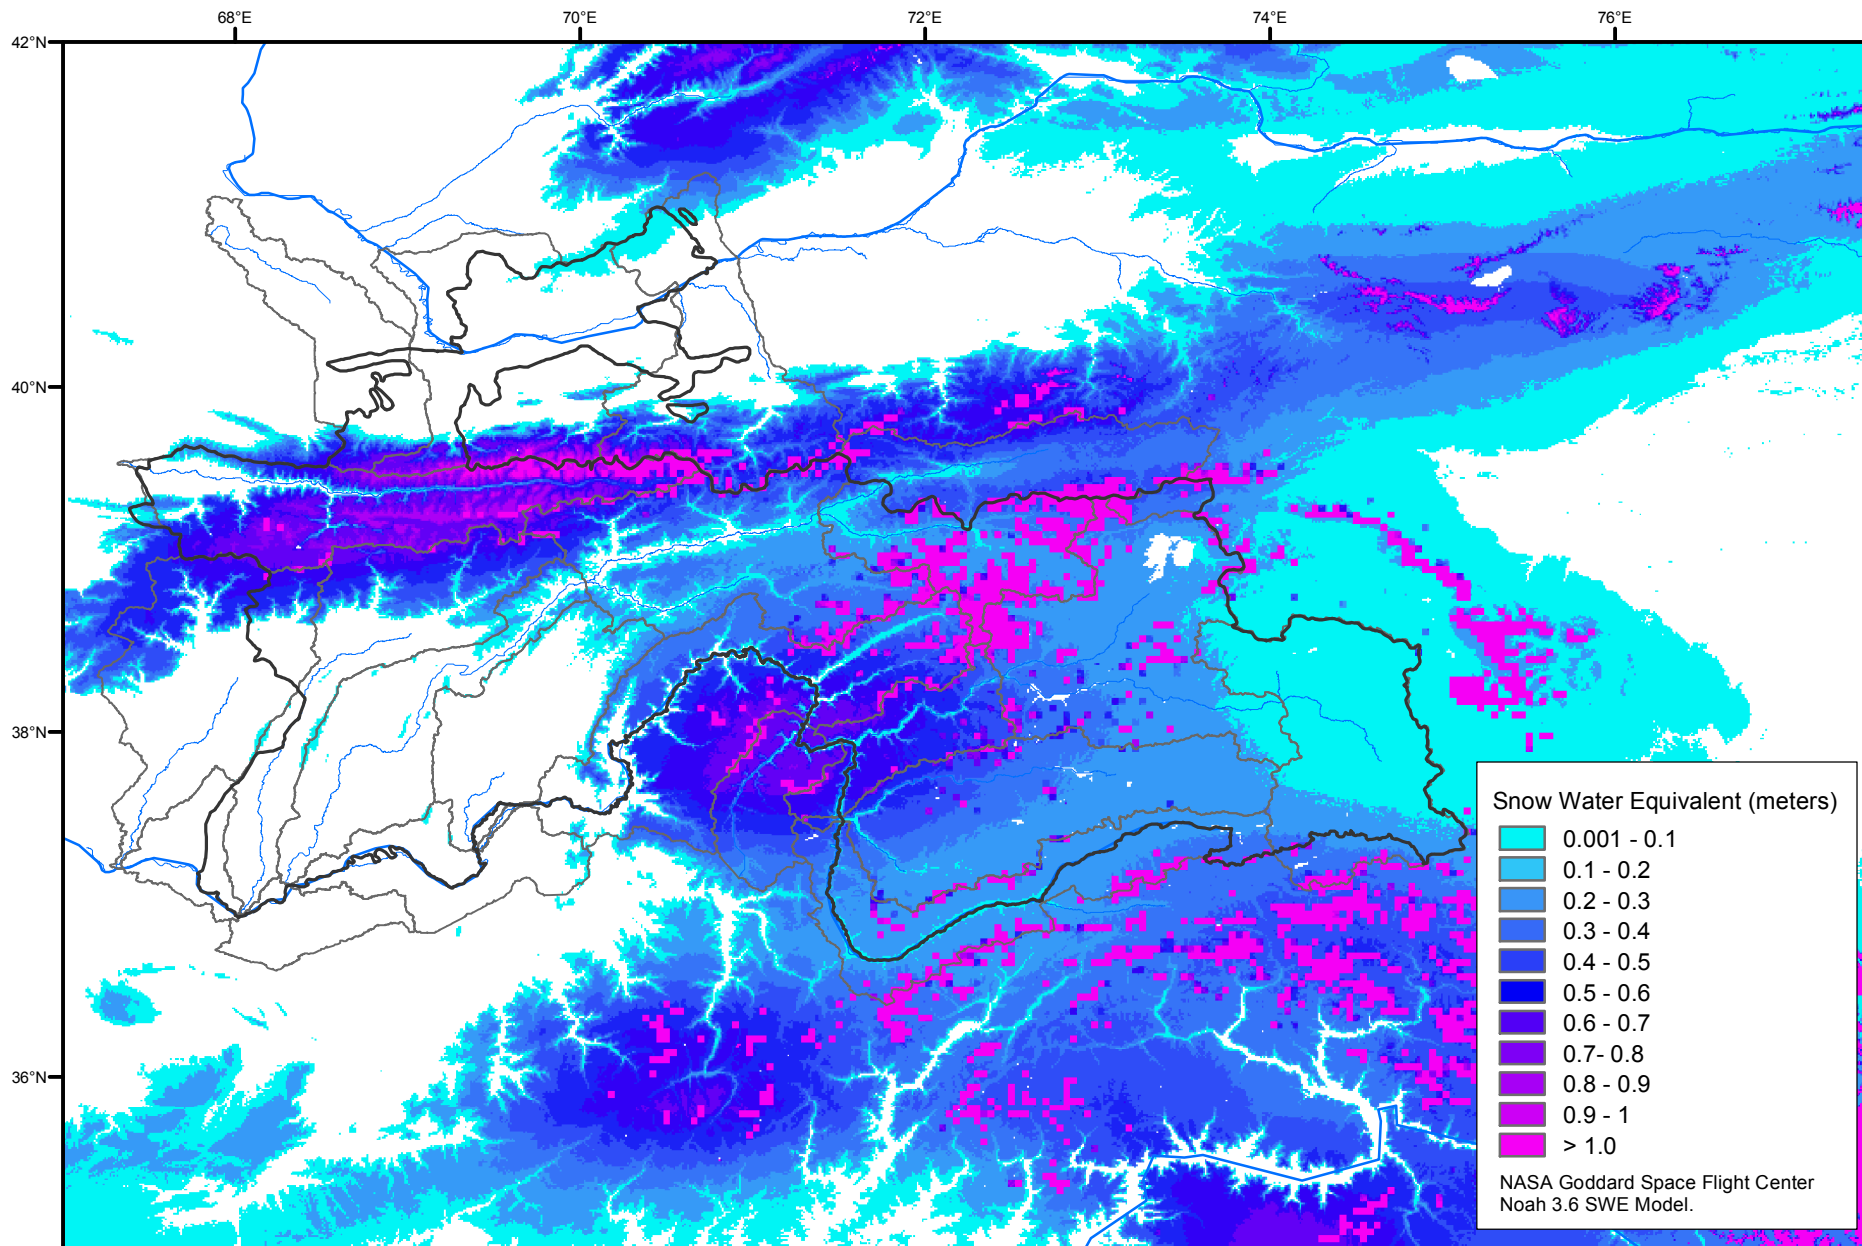 68°E 70°E 72°E 74°E 76°E
42°N
40°N
38°N
36°N
Snow Water Equivalent (meters)
0.001 - 0.1
0.1 - 0.2
0.2 - 0.3
0.3 - 0.4
0.4 - 0.5
0.5 - 0.6
0.6 - 0.7
0.7- 0.8
0.8 - 0.9
0.9 - 1
> 1.0
NASA Goddard Space Flight Center
Noah 3.6 SWE Model.